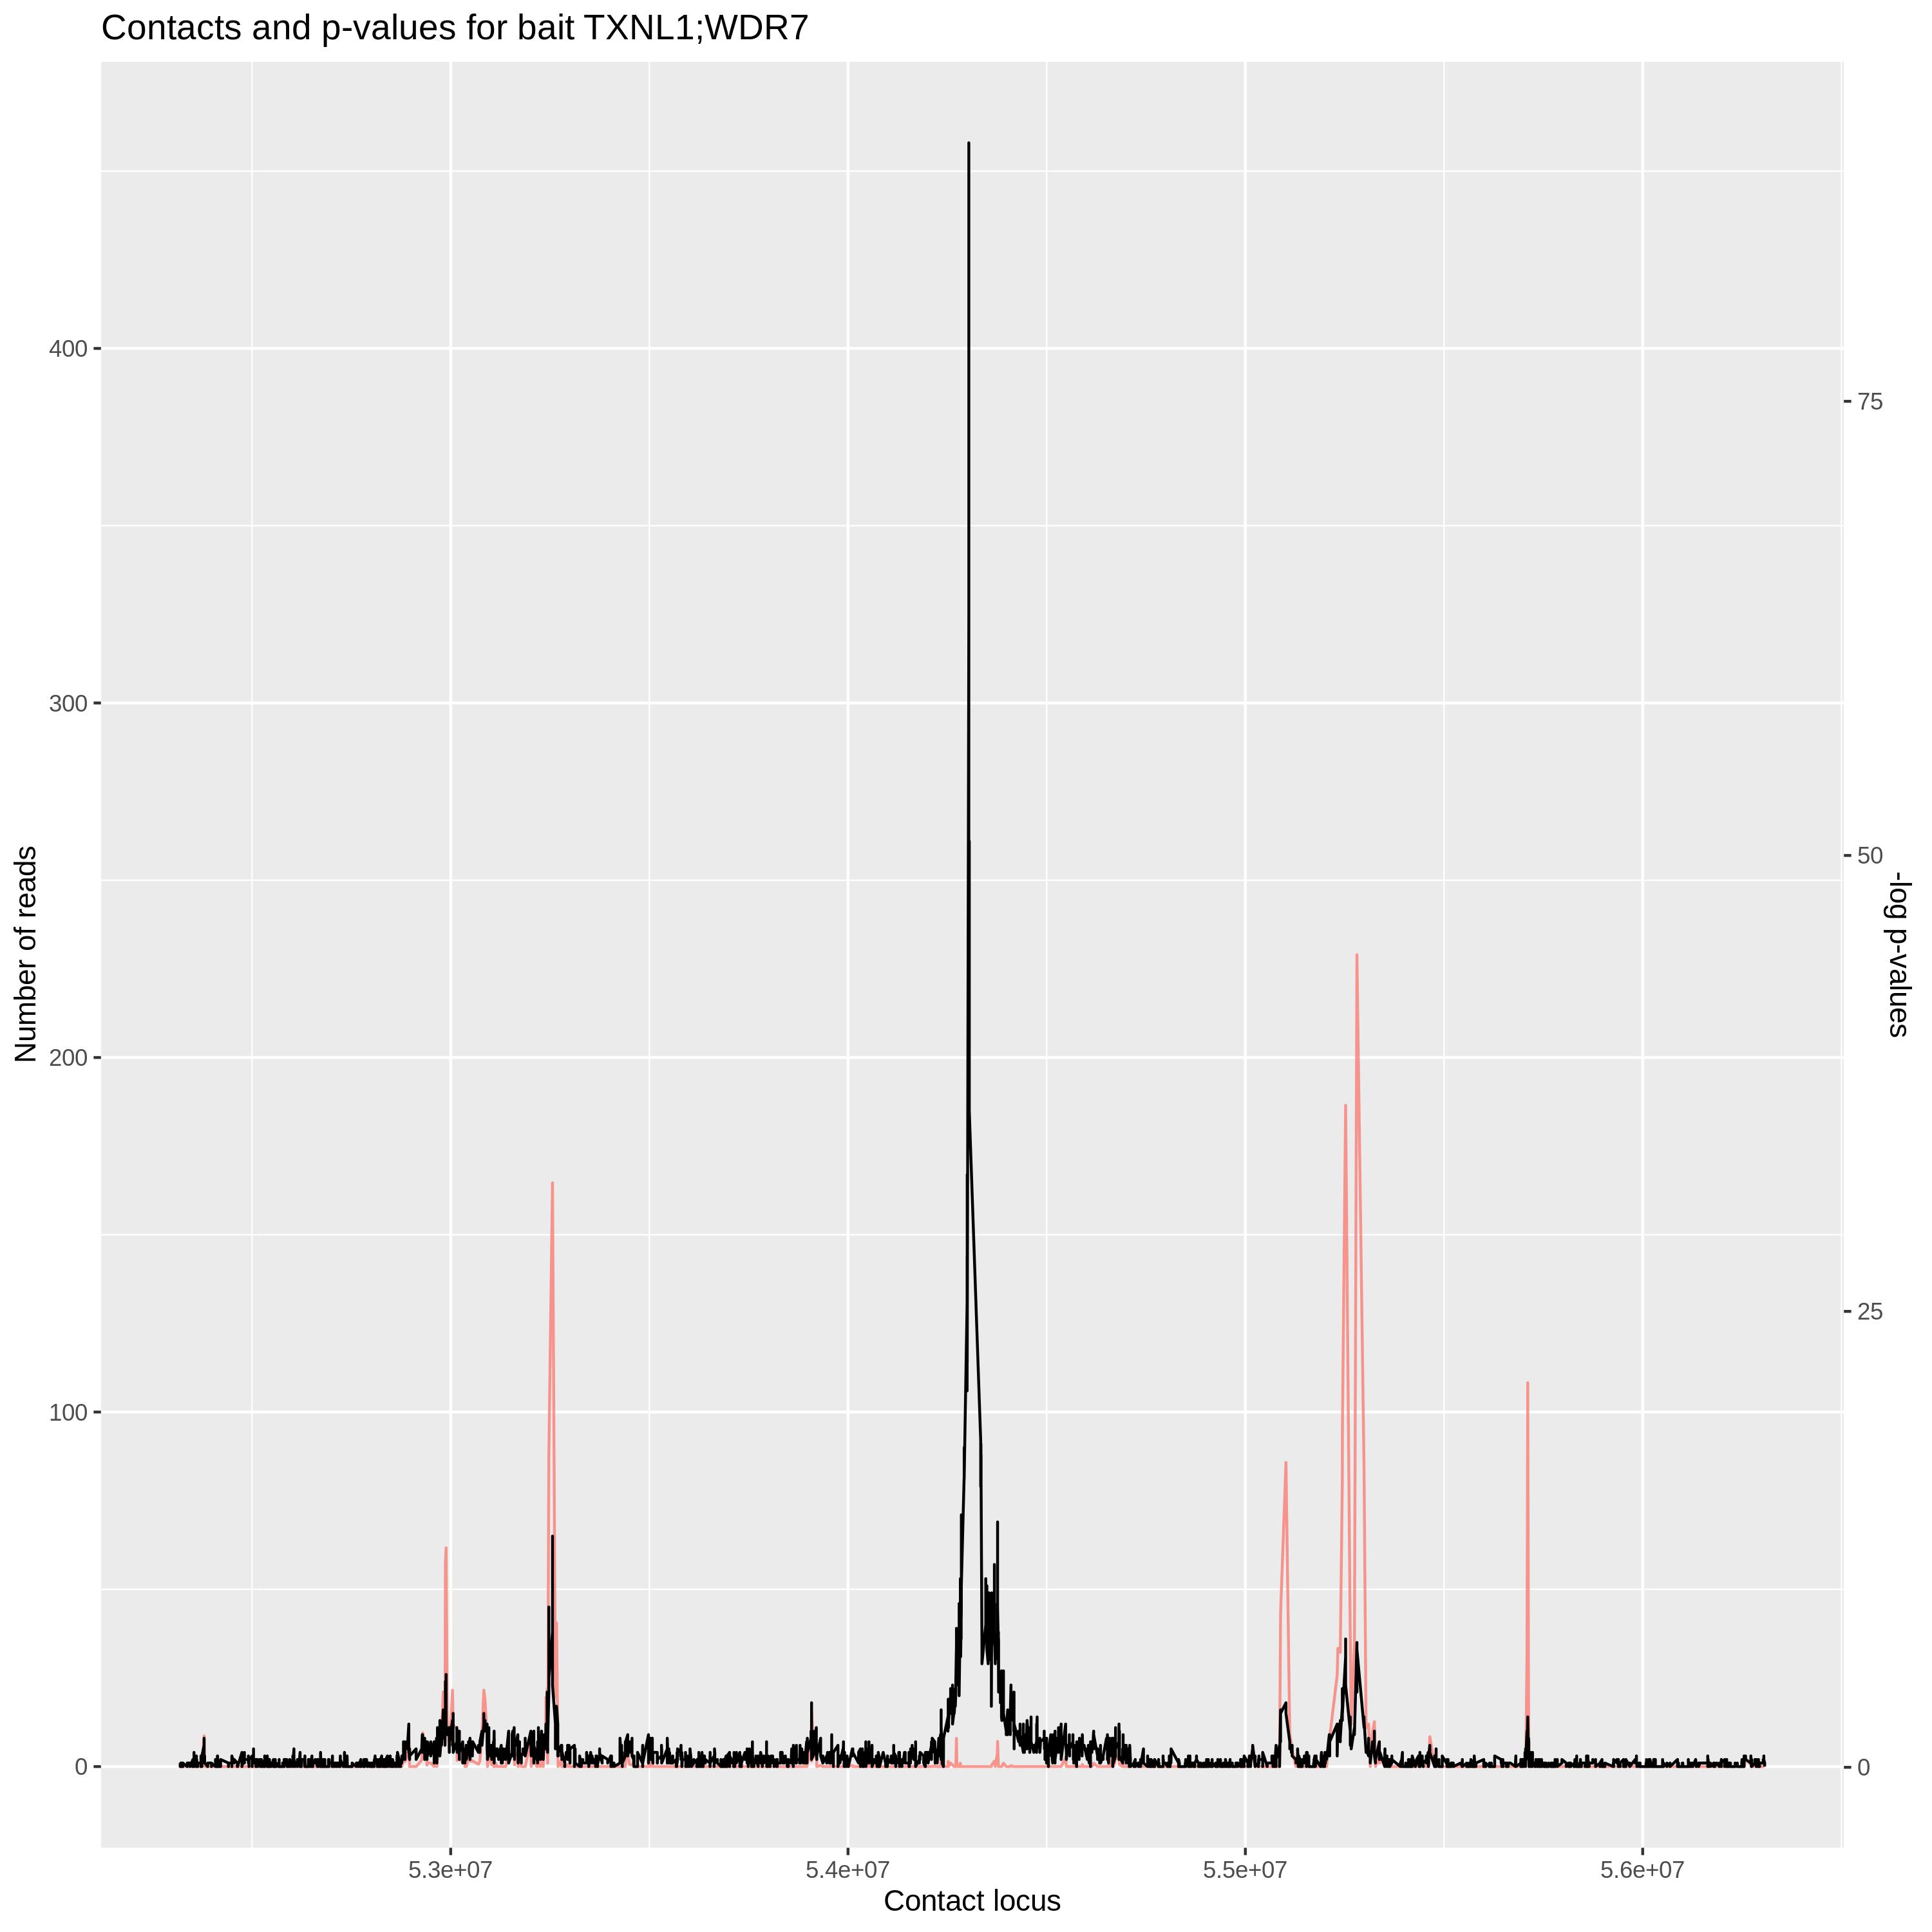 Contacts and p-values for bait TXNL1;WDR7
400
300
200
100
0
75
50
25
0
Number of reads
-log p-values
5.3e+07
5.4e+07
5.5e+07
5.6e+07
Contact locus